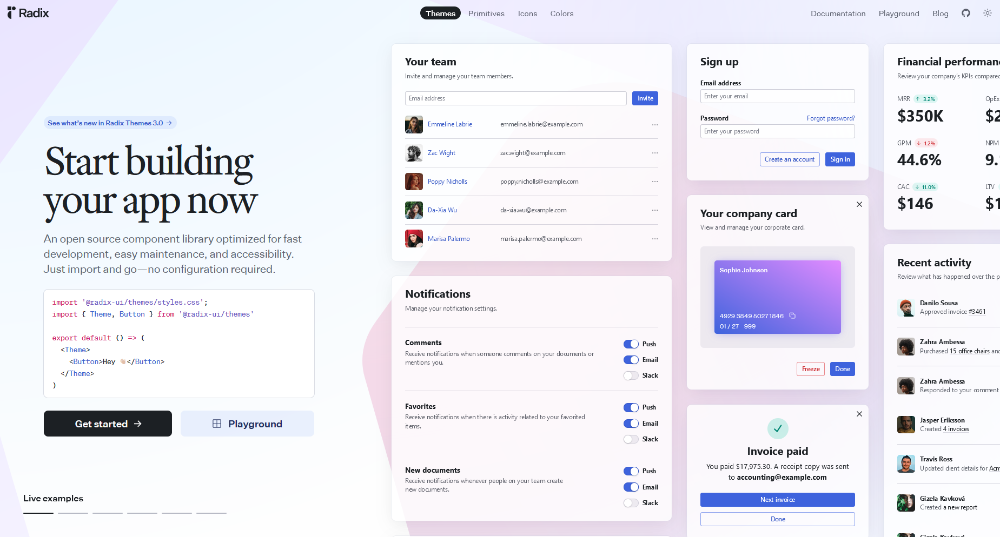 Radix
Themes
Primitives
Icons
Colors
Documentation
Playground
Blog
See what's new in Radix Themes 3.0 →
Start building
your app now
An open source component library optimized for fast
development, easy maintenance, and accessibility.
Just import and go—no configuration required.
import '@radix-ui/themes/styles.css';
import { Theme, Button } from '@radix-ui/themes'
export default () => (
<Theme>
<Button>Hey 👋🏼</Button>
</Theme>
)
Get started →
Playground
Live examples
Your team
Invite and manage your team members.
Email address
Invite
Emmeline Labrie
emmeline.labrie@example.com
Zac Wight
zac.wight@example.com
Poppy Nicholls
poppy.nicholls@example.com
Da-Xia Wu
da-xia.wu@example.com
Marisa Palermo
marisa.palermo@example.com
Notifications
Manage your notification settings.
Comments
Receive notifications when someone comments on your documents or
mentions you.
Push
Email
Slack
Favorites
Receive notifications when there is activity related to your favorited
items.
Push
Email
Slack
New documents
Receive notifications whenever people on your team create
new documents.
Push
Email
Slack
Sign up
Email address
Enter your email
Password
Forgot password?
Enter your password
Create an account
Sign in
Your company card
View and manage your corporate card.
Sophie Johnson
4929 3849 5027 1846
01 / 27 999
Freeze
Done
Invoice paid
You paid $17,975.30. A receipt copy was sent
to accounting@example.com
Next invoice
Done
Financial performan
Review your company's KPIs compared
MRR ↑ 3.2%
$350K
OpEx
GPM ↓ 1.2%
44.6%
NPM
9.
CAC ↓ 11.0%
$146
LTV
$1
Recent activity
Review what has happened over the p
Danilo Sousa
Approved invoice #3461
Zahra Ambessa
Purchased 15 office chairs and
Zahra Ambessa
Responded to your comment
Jasper Eriksson
Created 4 invoices
Travis Ross
Updated client details for Acm
Gizela Kavková
Created a new report